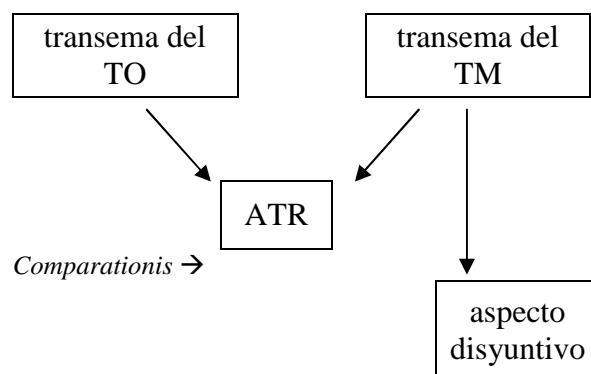 transema del
TO
transema del
TM
ATR
Comparationis →
aspecto
disyuntivo